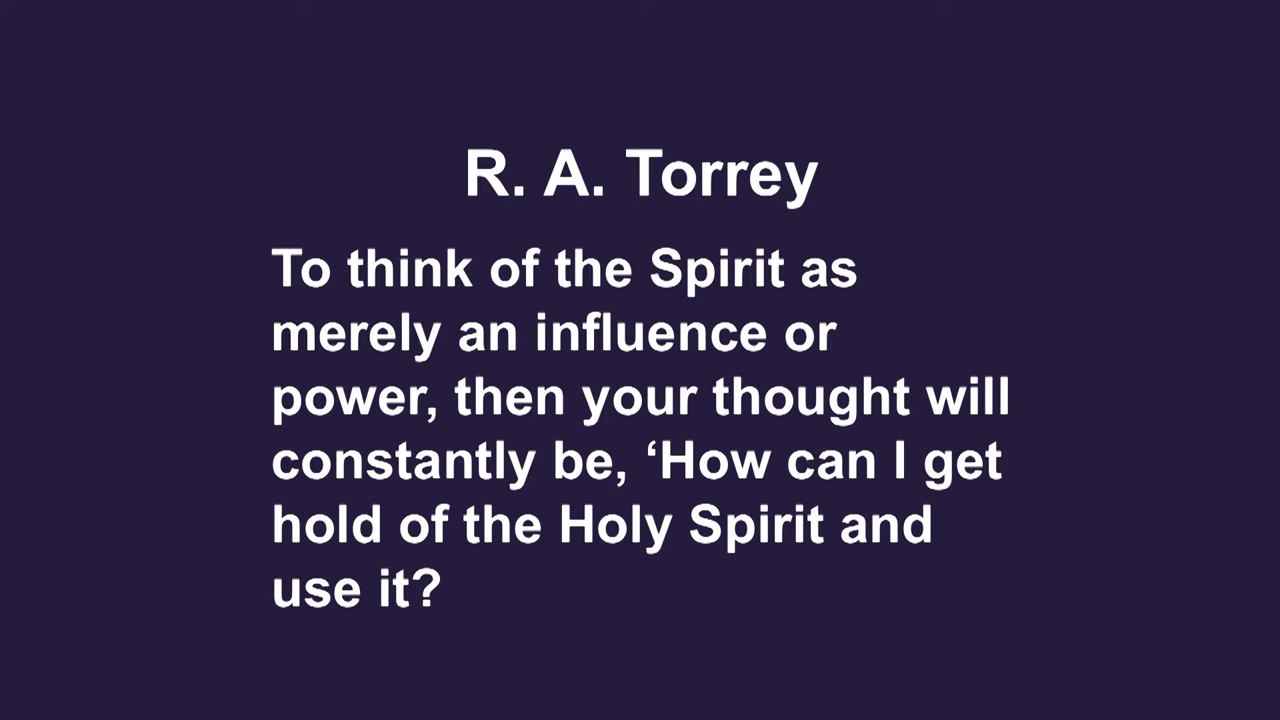 R. A. Torrey
To think of the Spirit as
merely an influence or
power, then your thought will
constantly be, ‘How can I get
hold of the Holy Spirit and
use it?